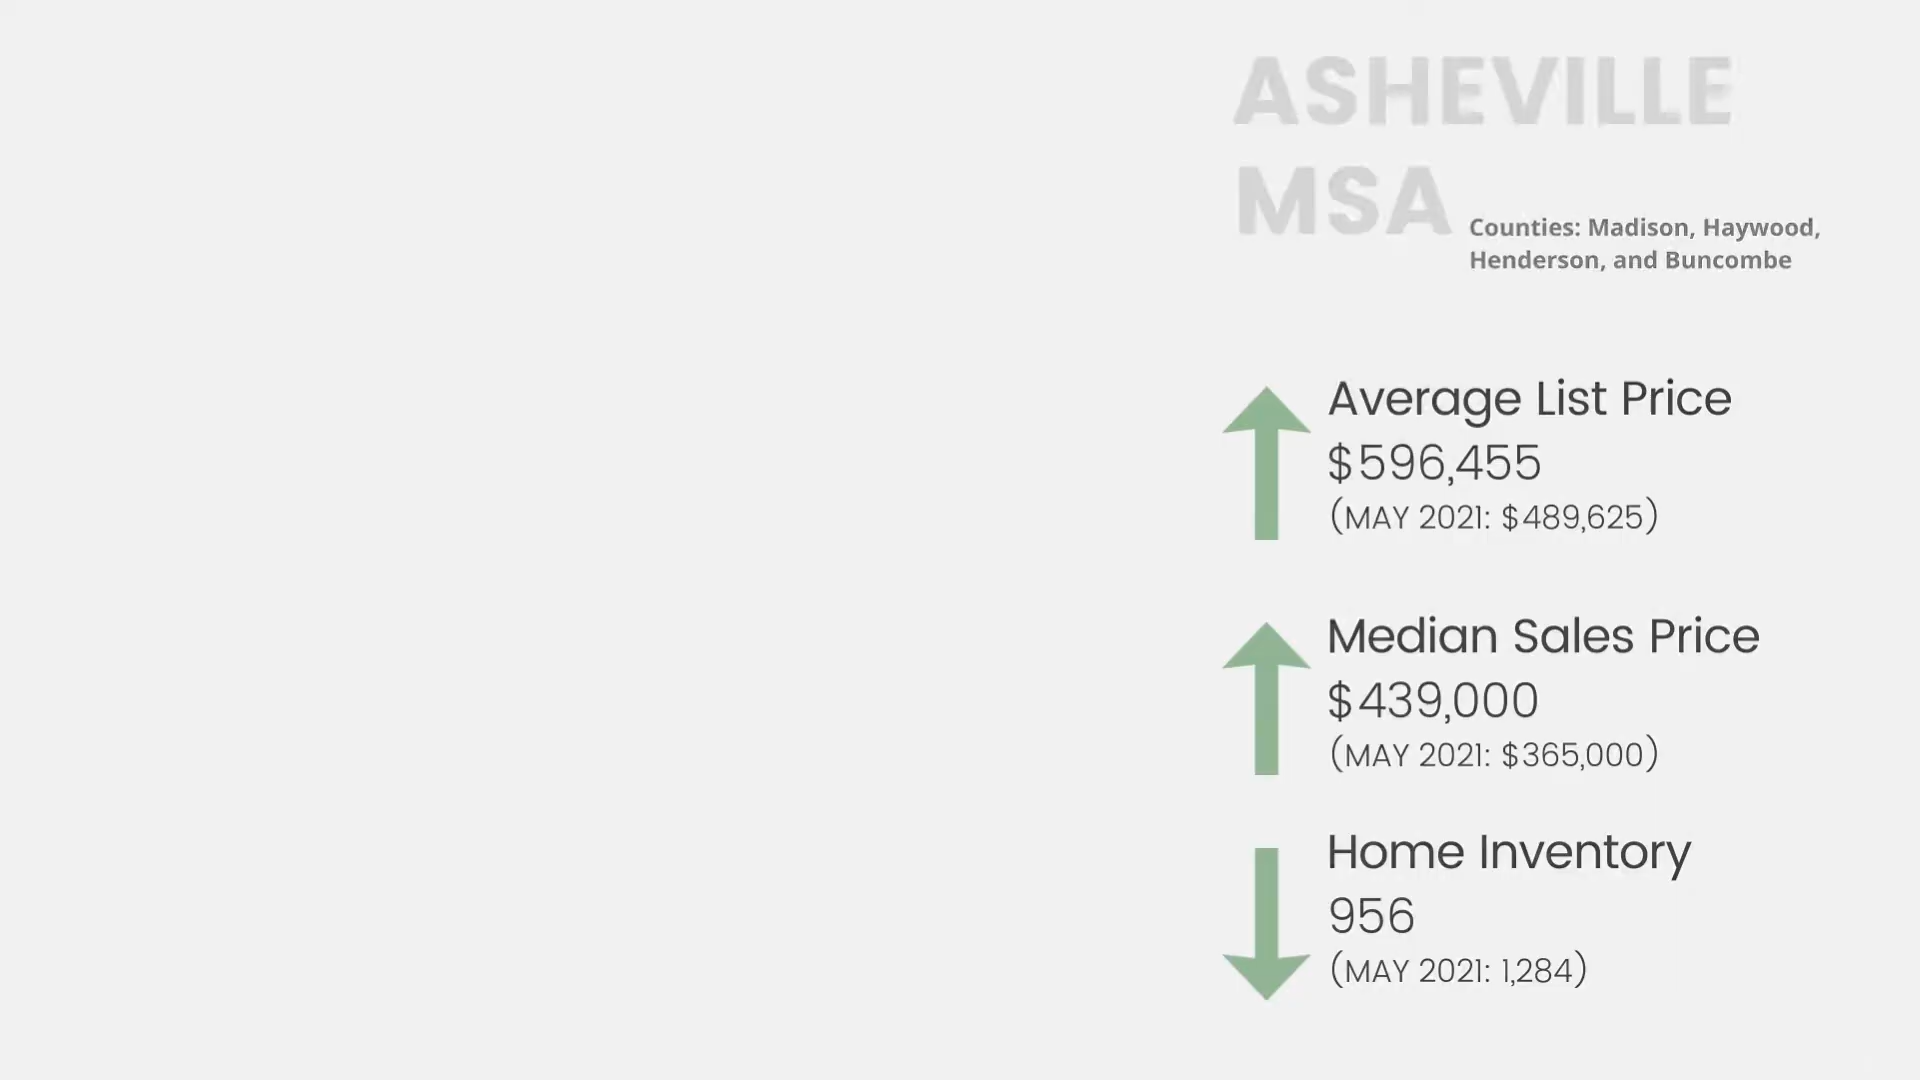 ASHEVILLE
MSA
Counties: Madison, Haywood,
Henderson, and Buncombe
Average List Price
$596,455
(MAY 2021: $489,625)
Median Sales Price
$439,000
(MAY 2021: $365,000)
Home Inventory
956
(MAY 2021: 1,284)